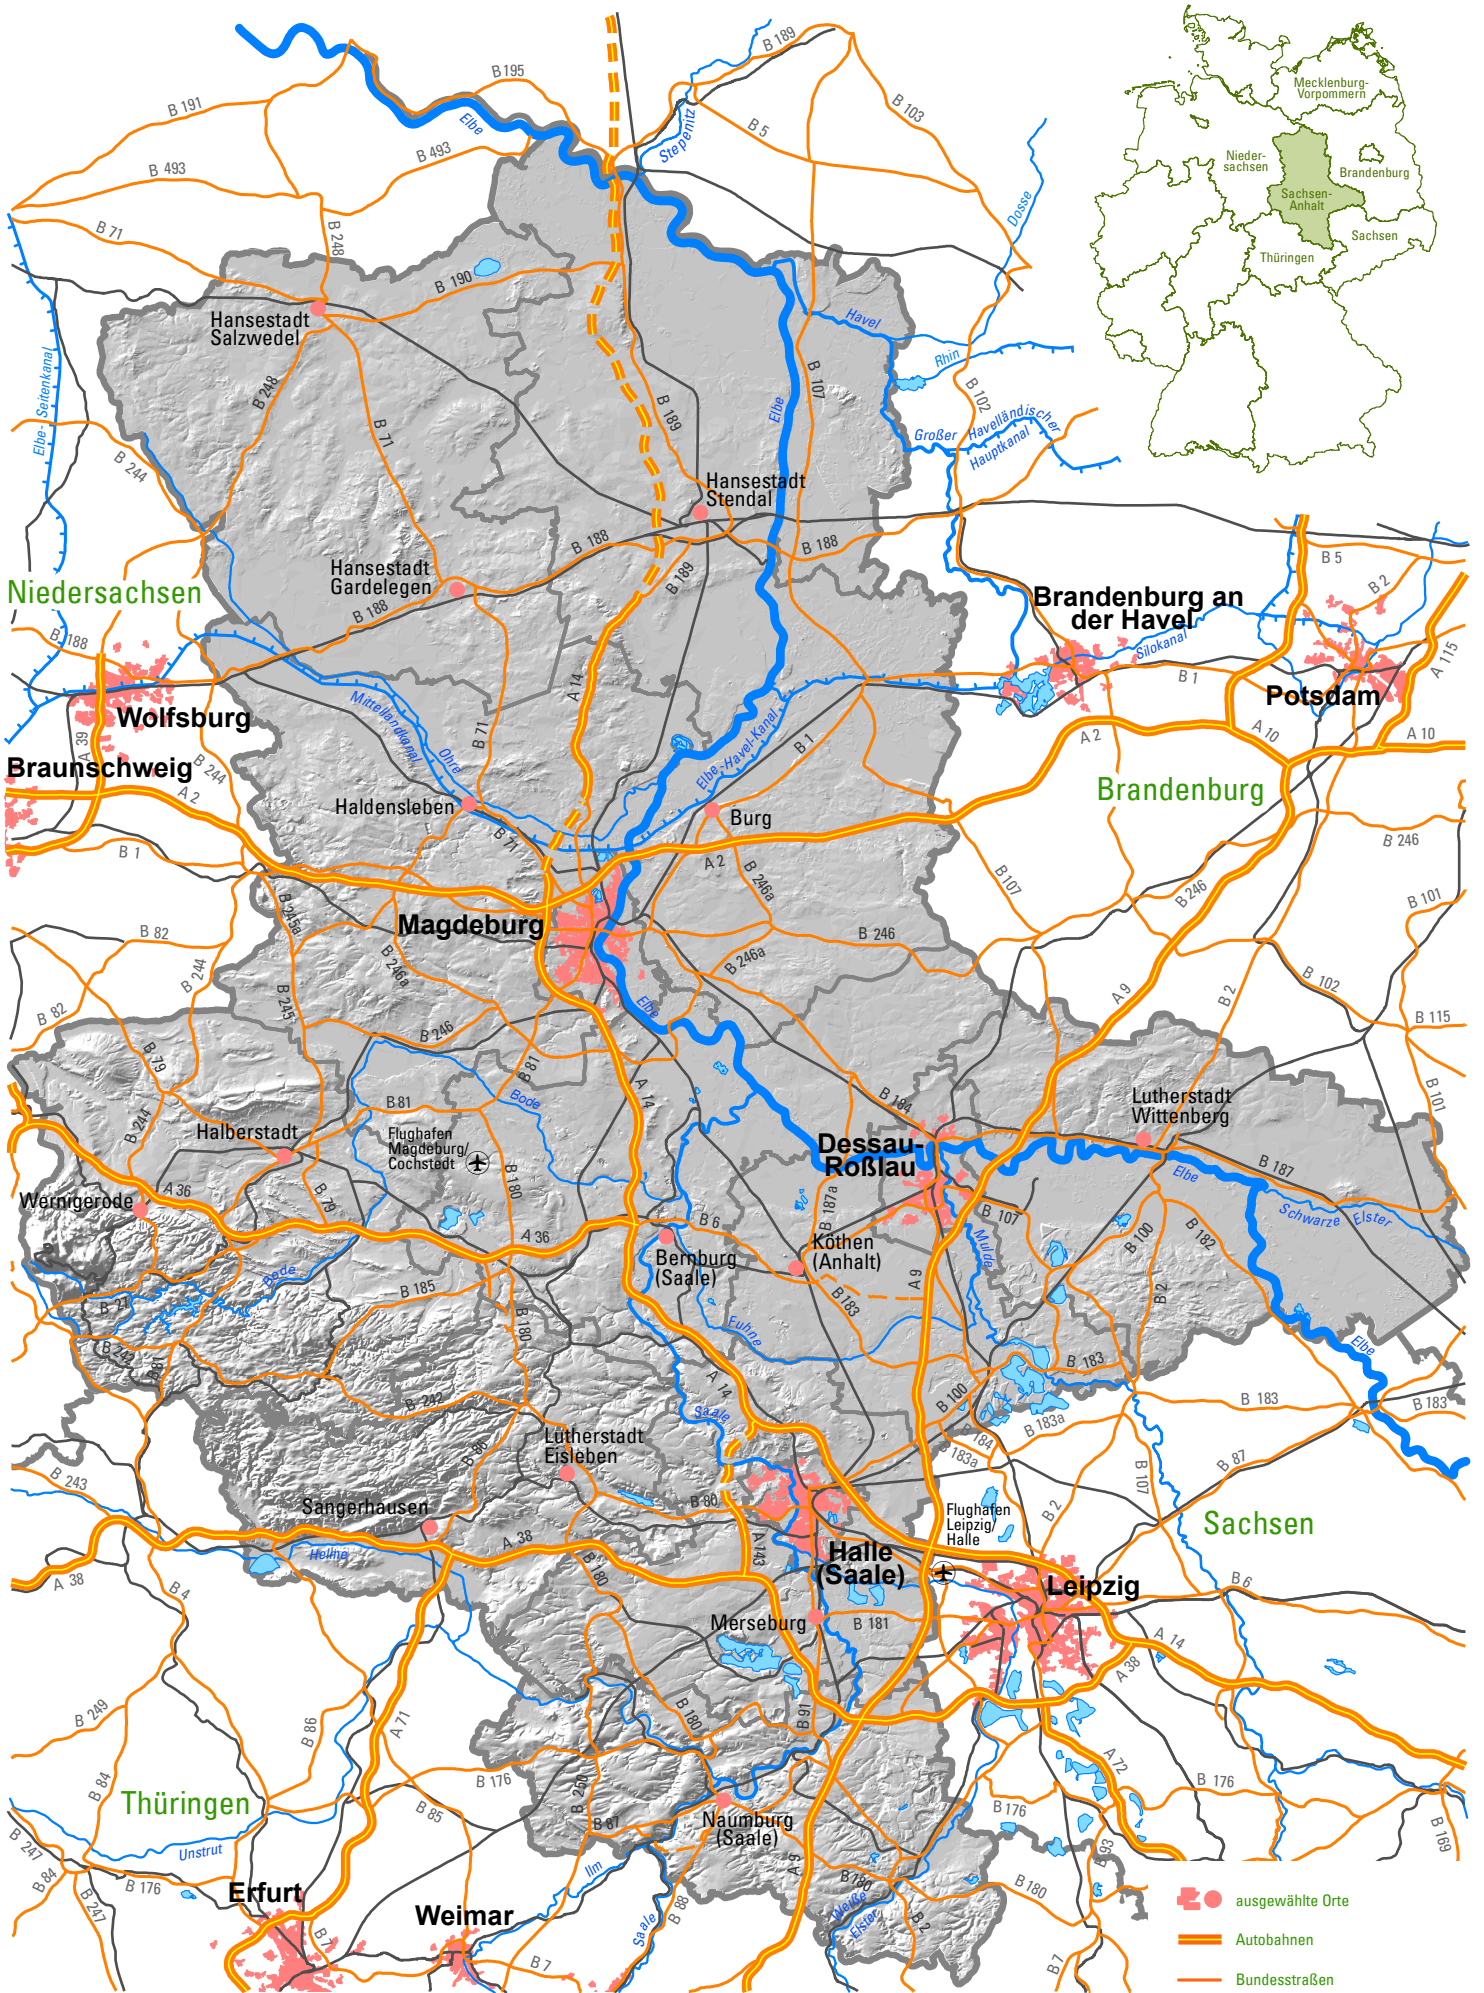 B 189
B 195
B 191
Elbe
B 103
B 5
Stepenitz
B 493
B 493
Mecklenburg-
Vorpommern
Nieder-
sachsen
Brandenburg
Sachsen-
Anhalt
Sachsen
Thüringen
Dosse
B 71
B 248
B 190
Hansestadt
Salzwedel
Havel
Rhin
Elbe-Seitenkanal
B 248
B 107
B 102
B 71
B 189
Elbe
Großer Havelländischer
Hauptkanal
B 244
Hansestadt
Stendal
B 188
B 188
B 5
Hansestadt
Gardelegen
B 189
B 2
Niedersachsen
B 188
Brandenburg an
der Havel
B 188
Silokanal
A 115
B 1
Potsdam
A 14
Wolfsburg
Mittellandkanal
Ohre
B 71
Elbe-Havel-Kanal
B 1
A 2
A 10
A 10
A 39
B 244
Braunschweig
A 2
Brandenburg
Haldensleben
Burg
B 71
B 246
B 1
A 2
B 246a
B 107
B 246
B 101
B 245a
Magdeburg
B 82
B 246
B 246a
B 246a
B 244
B 102
A 9
B 2
B 245
Elbe
B 82
B 115
B 246
B 79
B 81
A 14
Bode
B 101
B 81
B 184
Lutherstadt
Wittenberg
B 244
Halberstadt
Flughafen
Magdeburg/
Cochstedt
Dessau-
Roßlau
B 187
Elbe
B 180
A 36
Wernigerode
B 79
B 187a
Schwarze Elster
B 107
B 6
Mulde
B 100
B 182
A 36
Bernburg
(Saale)
Köthen
(Anhalt)
Bode
A 9
B 185
B 2
B 27
B 183
B 180
Fuhne
Elbe
B 242
B 81
B 183
A 14
B 242
B 100
B 183
B 183
Saale
B 183a
B 184
B 183a
B 86
Lutherstadt
Eisleben
B 87
B 243
B 107
B 80
Sangerhausen
B 2
Flughafen
Leipzig/
Halle
Sachsen
A 38
A 143
Helme
Halle
(Saale)
A 38
B 180
B 4
Leipzig
B 6
Merseburg
B 181
A 14
A 38
B 249
B 180
B 91
B 86
A 71
A 72
B 84
B 176
B 176
Thüringen
B 250
B 85
B 176
B 87
Naumburg
(Saale)
B 247
Unstrut
B 169
B 93
Ilm
A 9
B 84
B 176
B 180
B 180
Erfurt
B 247
Weimar
B 88
Weiße
Elster
B 2
Saale
B 7
B 7
B 7
ausgewählte Orte
Autobahnen
Bundesstraßen